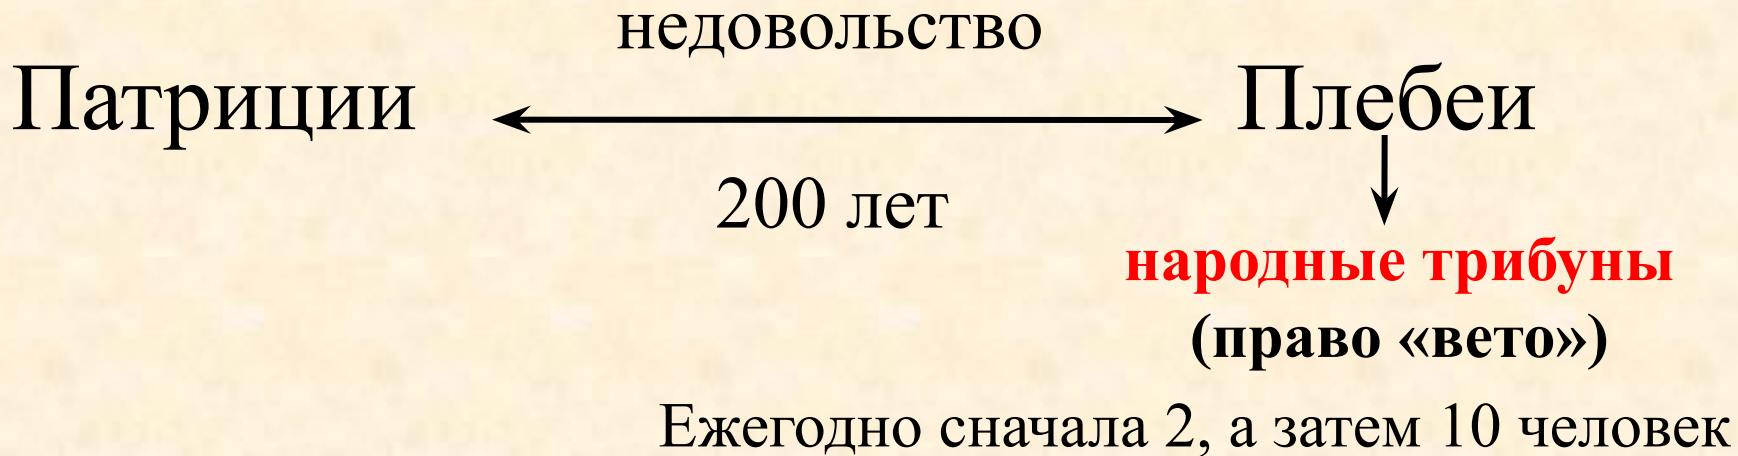 недовольство
Патриции Плебеи
200 лет
народные трибуны
(право «вето»)
Ежегодно сначала 2, а затем 10 человек